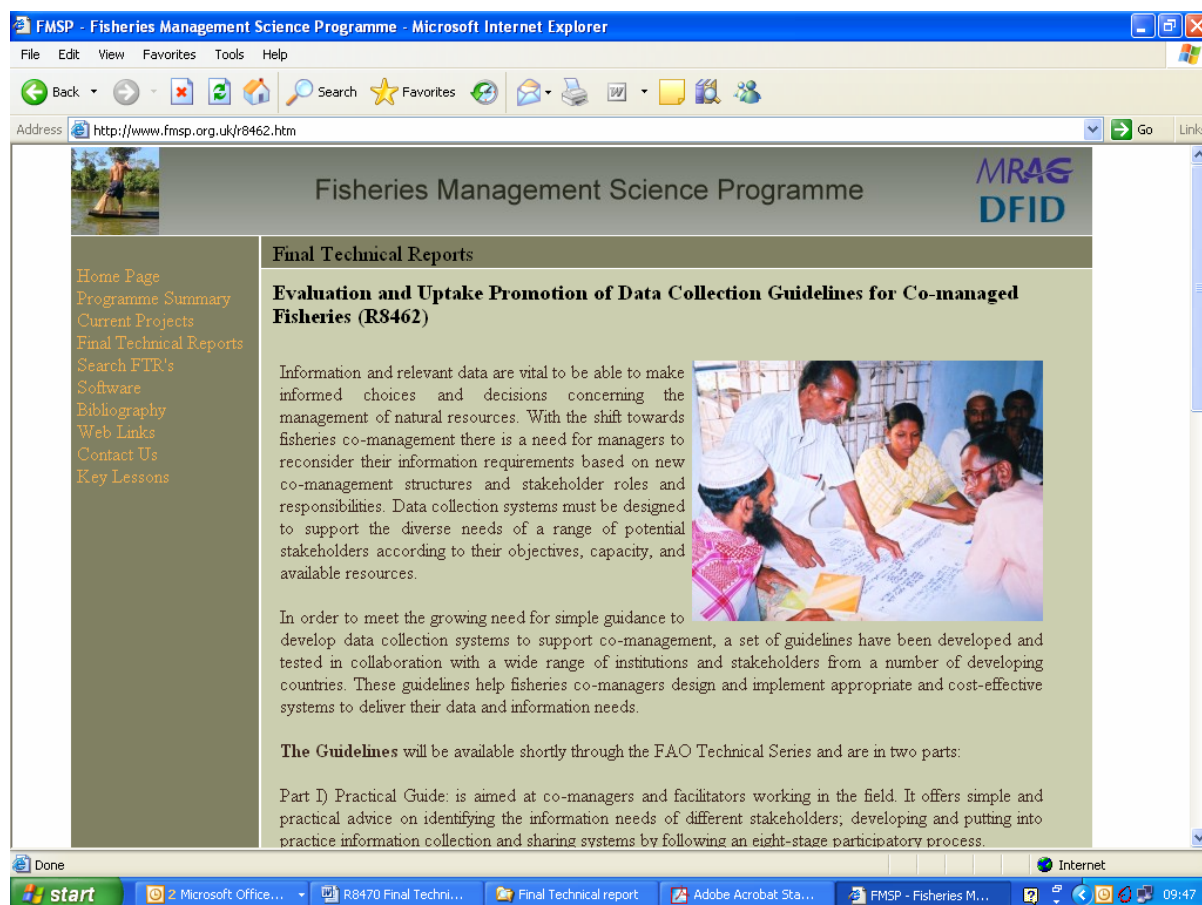 FMSP - Fisheries Management Science Programme - Microsoft Internet Explorer
File Edit View Favorites Tools Help
Back Search Favorites
Address http://www.fmsp.org.uk/r8462.htm Go Link
Fisheries Management Science Programme
MRAG
DFID
Home Page
Programme Summary
Current Projects
Final Technical Reports
Search FTR's
Software
Bibliography
Web Links
Contact Us
Key Lessons
Final Technical Reports
Evaluation and Uptake Promotion of Data Collection Guidelines for Co-managed
Fisheries (R8462)
Information and relevant data are vital to be able to make
informed choices and decisions concerning the
management of natural resources. With the shift towards
fisheries co-management there is a need for managers to
reconsider their information requirements based on new
co-management structures and stakeholder roles and
responsibilities. Data collection systems must be designed
to support the diverse needs of a range of potential
stakeholders according to their objectives, capacity, and
available resources.
In order to meet the growing need for simple guidance to
develop data collection systems to support co-management, a set of guidelines have been developed and
tested in collaboration with a wide range of institutions and stakeholders from a number of developing
countries. These guidelines help fisheries co-managers design and implement appropriate and cost-effective
systems to deliver their data and information needs.
The Guidelines will be available shortly through the FAO Technical Series and are in two parts:
Part I) Practical Guide: is aimed at co-managers and facilitators working in the field. It offers simple and
practical advice on identifying the information needs of different stakeholders; developing and putting into
practice information collection and sharing systems by following an eight-stage participatory process.
Done Internet
start 2 Microsoft Offic... R8470 Final Techni... Final Technical report Adobe Acrobat Sta... FMSP - Fisheries M... 09:47